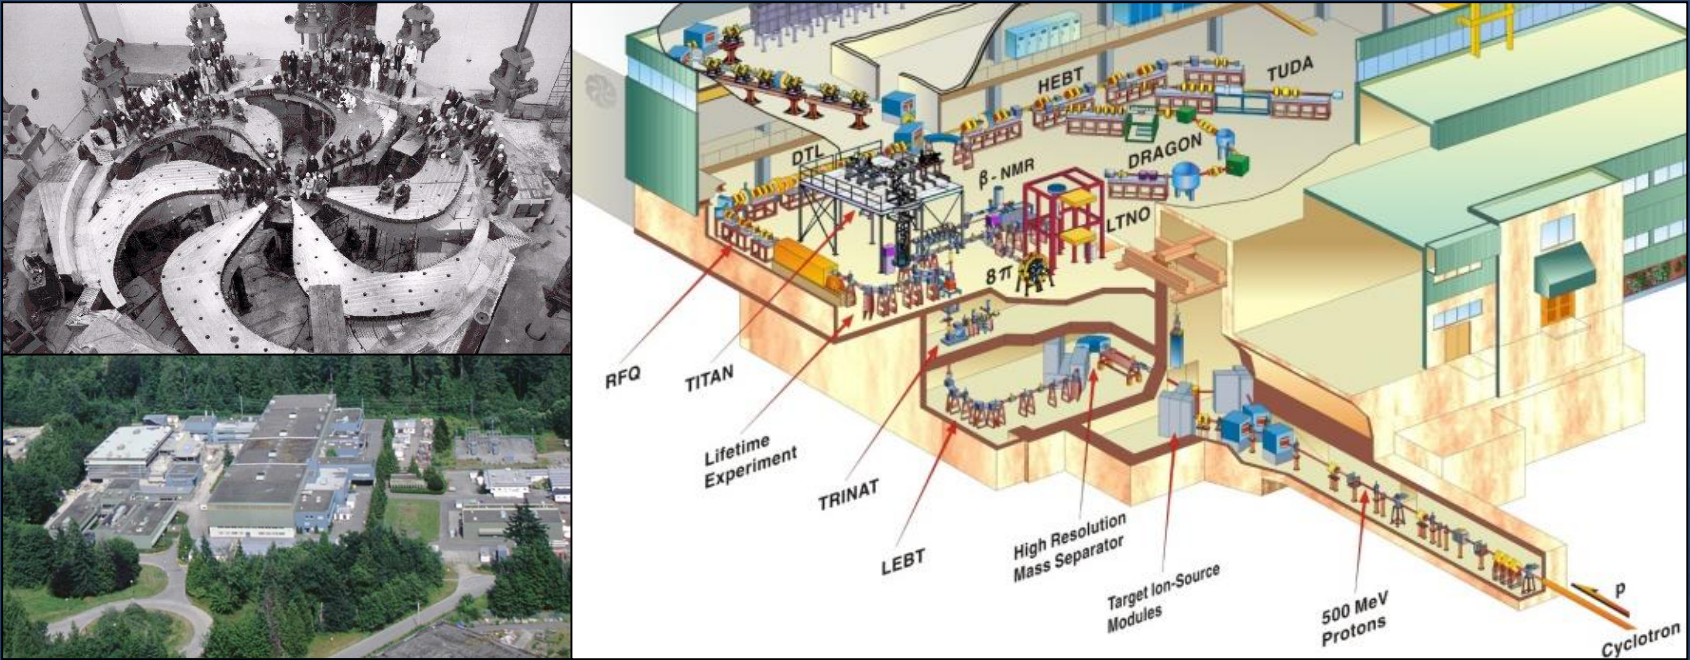 HEBT
TUDA
DTL
DRAGON
β-NMR
LTNO
8π
RFQ
TITAN
Lifetime
Experiment
TRINAT
LEBT
High Resolution
Mass Separator
Target Ion-Source
Modules
500 MeV
Protons
p
Cyclotron